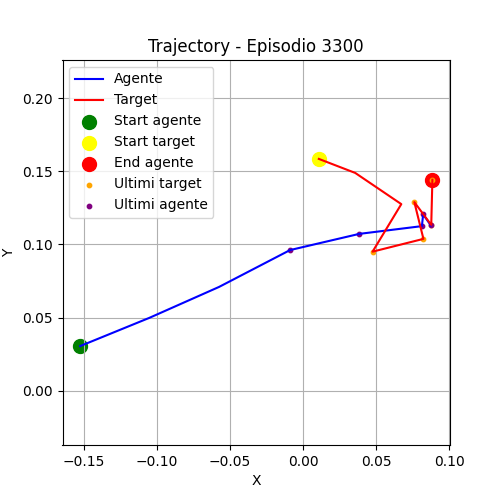 Trajectory - Episodio 3300
Agente
Target
Start agente
Start target
End agente
Ultimi target
Ultimi agente
Y
0.20
0.15
0.10
0.05
0.00
−0.15
−0.10
−0.05
0.00
0.05
0.10
X